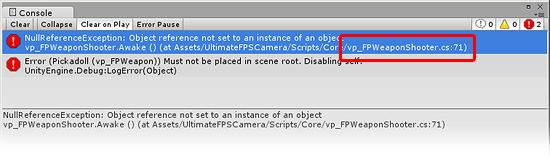 Console
Clear Collapse Clear on Play Error Pause 0 0 2
NullReferenceException: Object reference not set to an instance of an object
vp_FPWeaponShooter.Awake () (at Assets/UltimateFPSCamera/Scripts/Core/vp_FPWeaponShooter.cs:71)
Error (Pickadoll (vp_FPWeapon)) Must not be placed in scene root. Disabling self.
UnityEngine.Debug:LogError(Object)
NullReferenceException: Object reference not set to an instance of an object
vp_FPWeaponShooter.Awake () (at Assets/UltimateFPSCamera/Scripts/Core/vp_FPWeaponShooter.cs:71)